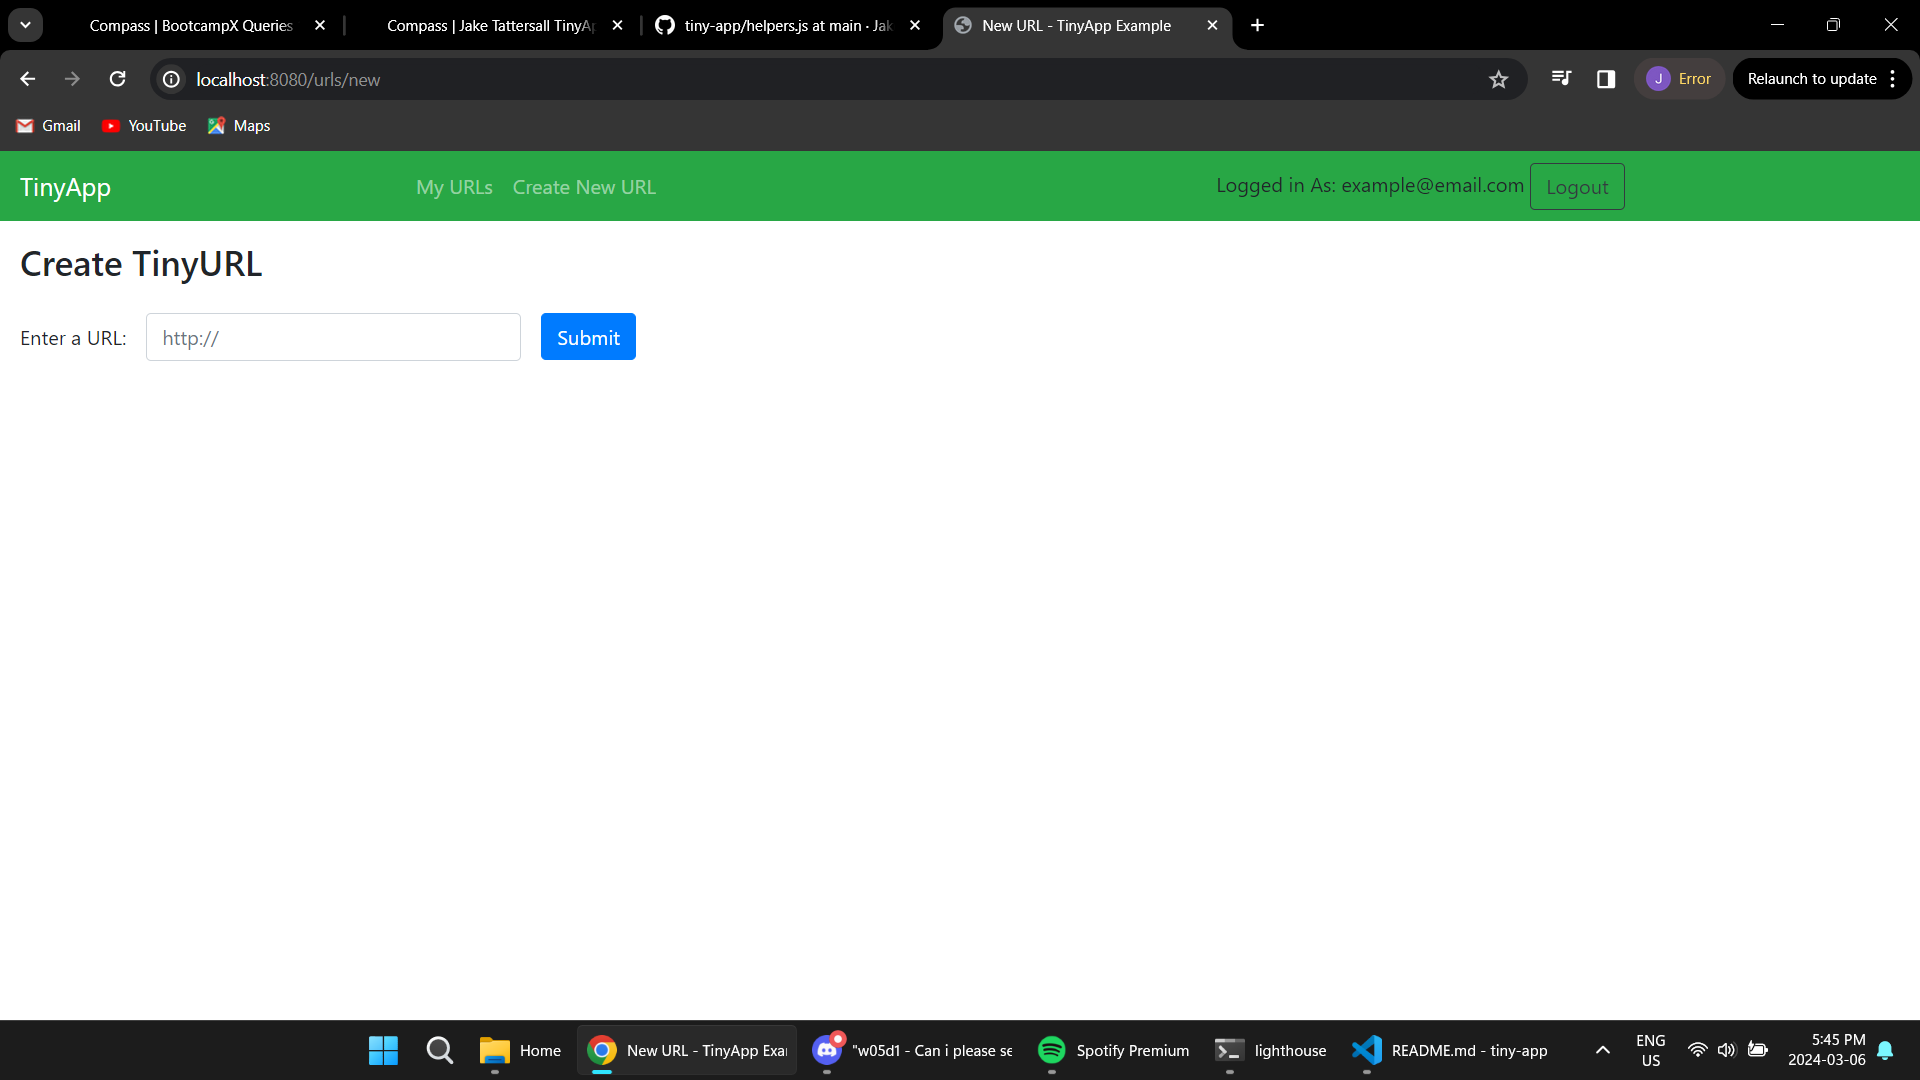 Compass | BootcampX Queries
Compass | Jake Tattersall TinyAp
tiny-app/helpers.js at main · Jak
New URL - TinyApp Example
localhost:8080/urls/new
J Error
Relaunch to update
Gmail
YouTube
Maps
TinyApp
My URLs
Create New URL
Logged in As: example@email.com
Logout
Create TinyURL
Enter a URL:
http://
Submit
Home
New URL - TinyApp Exa
"w05d1 - Can i please se
Spotify Premium
lighthouse
README.md - tiny-app
ENG
US
5:45 PM
2024-03-06